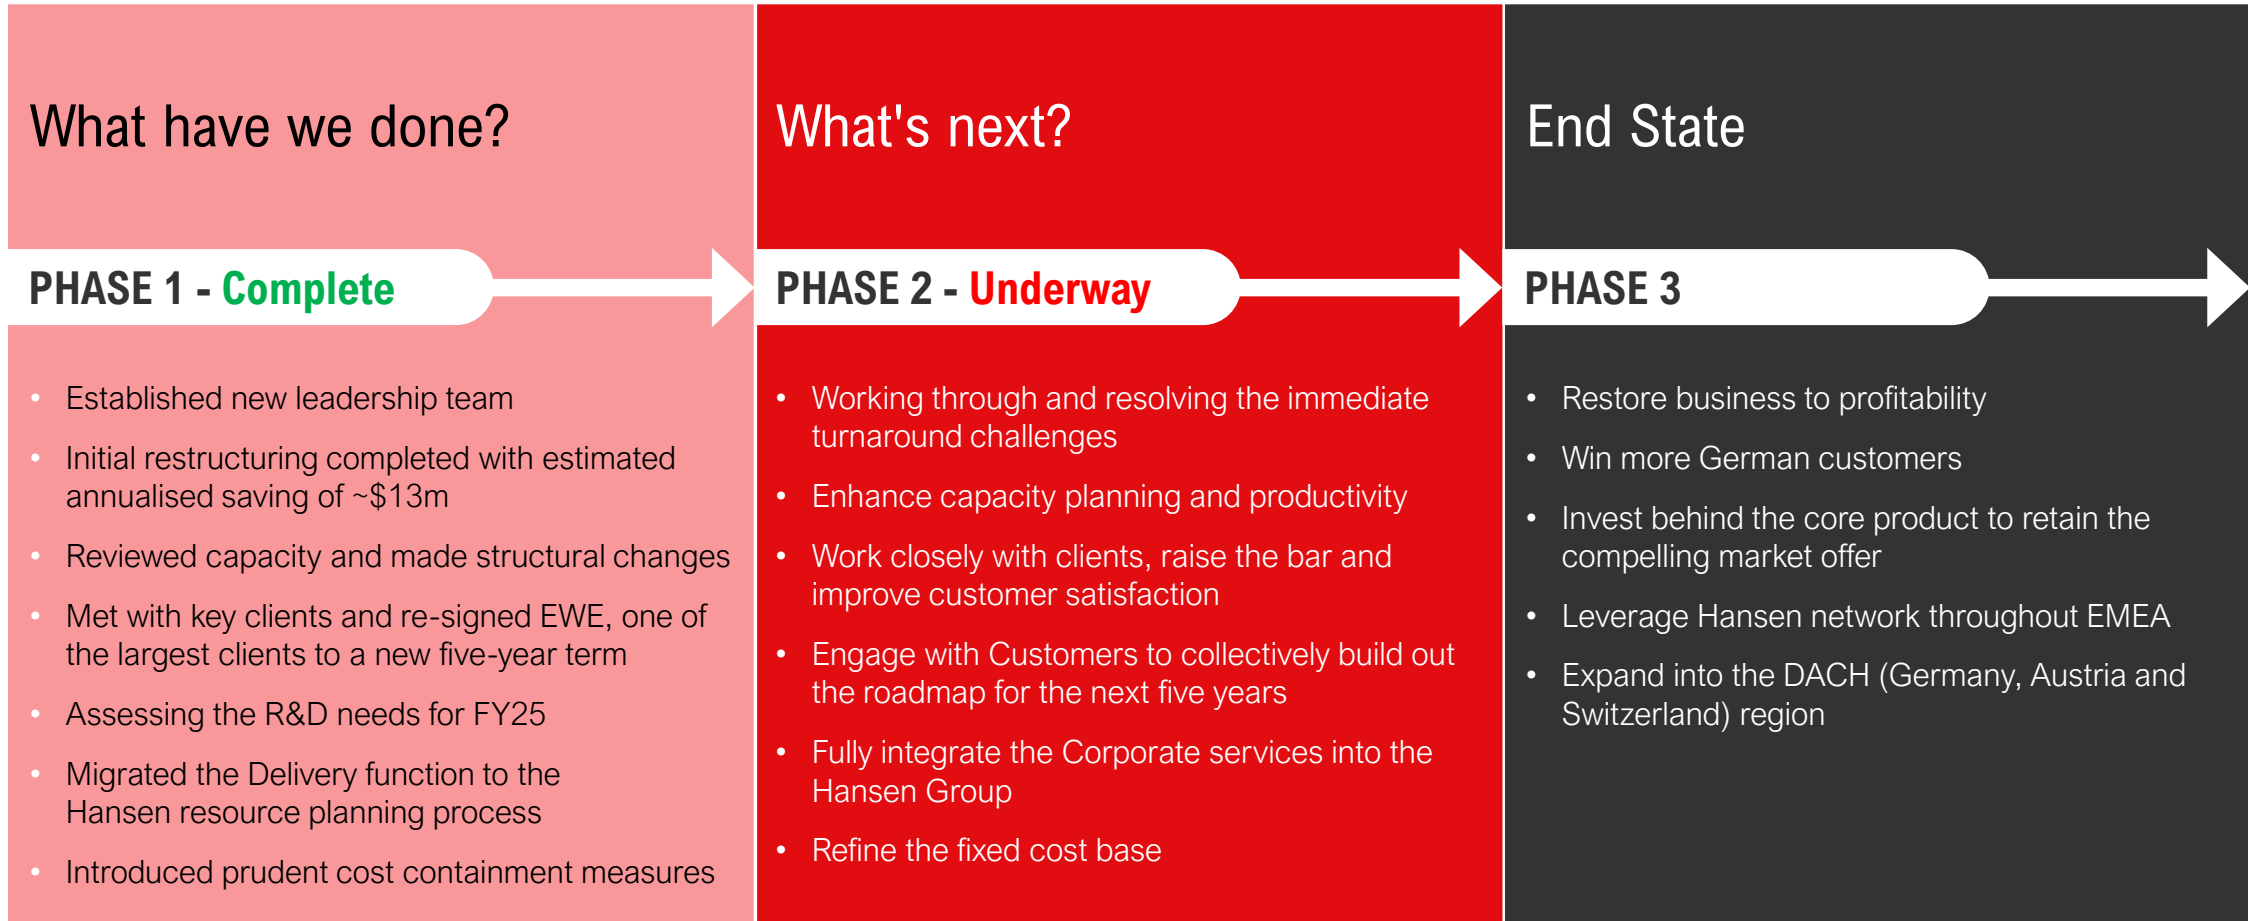 What have we done?
PHASE 1 - Complete
• Established new leadership team
• Initial restructuring completed with estimated
annualised saving of ~$13m
• Reviewed capacity and made structural changes
• Met with key clients and re-signed EWE, one of
the largest clients to a new five-year term
• Assessing the R&D needs for FY25
• Migrated the Delivery function to the
Hansen resource planning process
• Introduced prudent cost containment measures
What's next?
PHASE 2 - Underway
• Working through and resolving the immediate
turnaround challenges
• Enhance capacity planning and productivity
• Work closely with clients, raise the bar and
improve customer satisfaction
• Engage with Customers to collectively build out
the roadmap for the next five years
• Fully integrate the Corporate services into the
Hansen Group
• Refine the fixed cost base
End State
PHASE 3
• Restore business to profitability
• Win more German customers
• Invest behind the core product to retain the
compelling market offer
• Leverage Hansen network throughout EMEA
• Expand into the DACH (Germany, Austria and
Switzerland) region